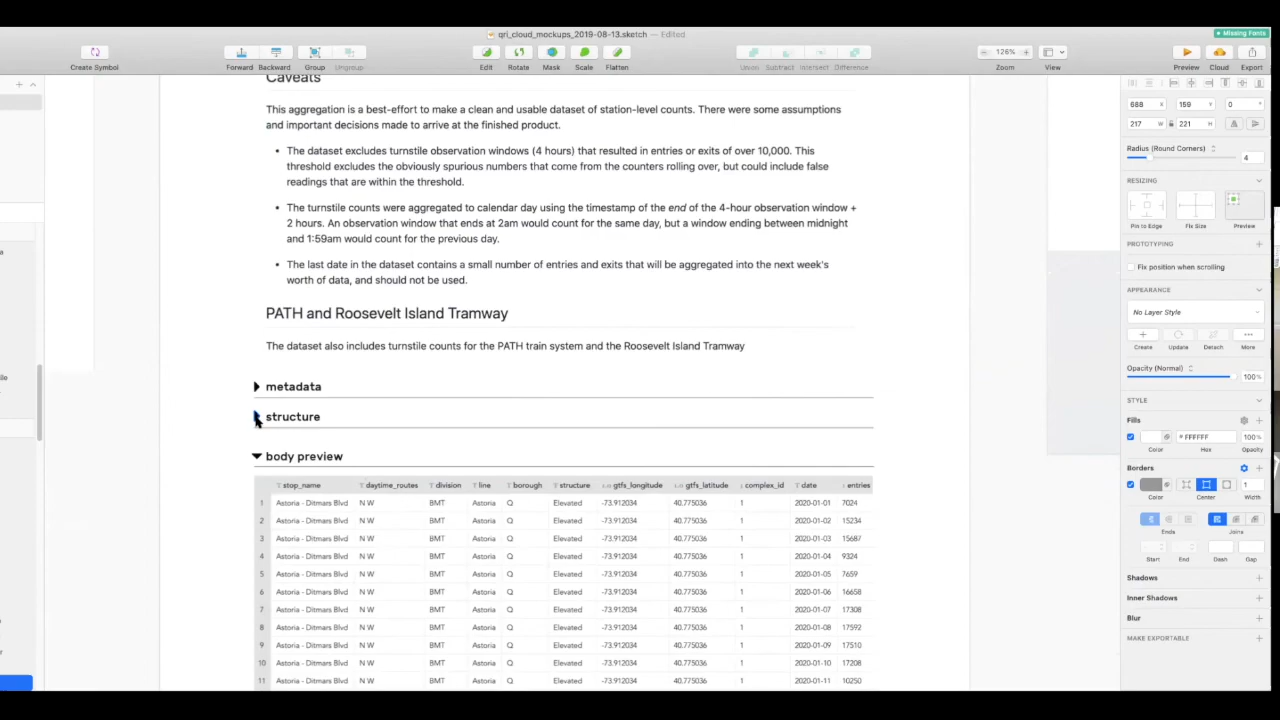 qri_cloud_mockups_2019-08-13.sketch — Edited
Missing Fonts
Create Symbol
Forward Backward Group Ungroup
Edit Rotate Mask Scale Flatten
Union Subtract Intersect Difference
126%
Zoom View
Preview Cloud Export
Caveats
This aggregation is a best-effort to make a clean and usable dataset of station-level counts. There were some assumptions
and important decisions made to arrive at the finished product.
• The dataset excludes turnstile observation windows (4 hours) that resulted in entries or exits of over 10,000. This
threshold excludes the obviously spurious numbers that come from the counters rolling over, but could include false
readings that are within the threshold.
• The turnstile counts were aggregated to calendar day using the timestamp of the end of the 4-hour observation window +
2 hours. An observation window that ends at 2am would count for the same day, but a window ending between midnight
and 1:59am would count for the previous day.
• The last date in the dataset contains a small number of entries and exits that will be aggregated into the next week's
worth of data, and should not be used.
PATH and Roosevelt Island Tramway
The dataset also includes turnstile counts for the PATH train system and the Roosevelt Island Tramway
metadata
structure
body preview
stop_name daytime_routes division line borough structure gtfs_longitude gtfs_latitude complex_id date entries
1 Astoria - Ditmars Blvd N W BMT Astoria Q Elevated -73.912034 40.775036 1 2020-01-01 7024
2 Astoria - Ditmars Blvd N W BMT Astoria Q Elevated -73.912034 40.775036 1 2020-01-02 15234
3 Astoria - Ditmars Blvd N W BMT Astoria Q Elevated -73.912034 40.775036 1 2020-01-03 15687
4 Astoria - Ditmars Blvd N W BMT Astoria Q Elevated -73.912034 40.775036 1 2020-01-04 9324
5 Astoria - Ditmars Blvd N W BMT Astoria Q Elevated -73.912034 40.775036 1 2020-01-05 7659
6 Astoria - Ditmars Blvd N W BMT Astoria Q Elevated -73.912034 40.775036 1 2020-01-06 16658
7 Astoria - Ditmars Blvd N W BMT Astoria Q Elevated -73.912034 40.775036 1 2020-01-07 17308
8 Astoria - Ditmars Blvd N W BMT Astoria Q Elevated -73.912034 40.775036 1 2020-01-08 17592
9 Astoria - Ditmars Blvd N W BMT Astoria Q Elevated -73.912034 40.775036 1 2020-01-09 17510
10 Astoria - Ditmars Blvd N W BMT Astoria Q Elevated -73.912034 40.775036 1 2020-01-10 17208
11 Astoria - Ditmars Blvd N W BMT Astoria Q Elevated -73.912034 40.775036 1 2020-01-11 10250
688 X 159 Y 0 °
217 W 221 H
Radius (Round Corners)
4
RESIZING
Pin to Edge Fix Size Preview
PROTOTYPING
Fix position when scrolling
APPEARANCE
No Layer Style
Create Update Detach More
Opacity (Normal)
100%
STYLE
Fills
# FFFFFF 100%
Color Hex Opacity
Borders
1
Color Center Width
Ends Joins
Start End Dash Gap
Shadows
Inner Shadows
Blur
MAKE EXPORTABLE